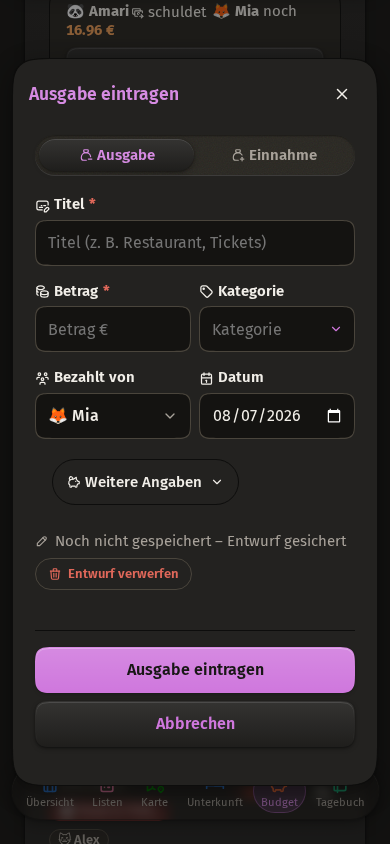 Amari schuldet Mia noch
16.96 €
Ausgabe eintragen
Ausgabe Einnahme
Titel *
Titel (z. B. Restaurant, Tickets)
Betrag * Kategorie
Betrag € Kategorie
Bezahlt von Datum
Mia 08/07/2026
Weitere Angaben
Noch nicht gespeichert – Entwurf gesichert
Entwurf verwerfen
Ausgabe eintragen
Abbrechen
Übersicht Listen Karte Unterkunft Budget Tagebuch
Alex